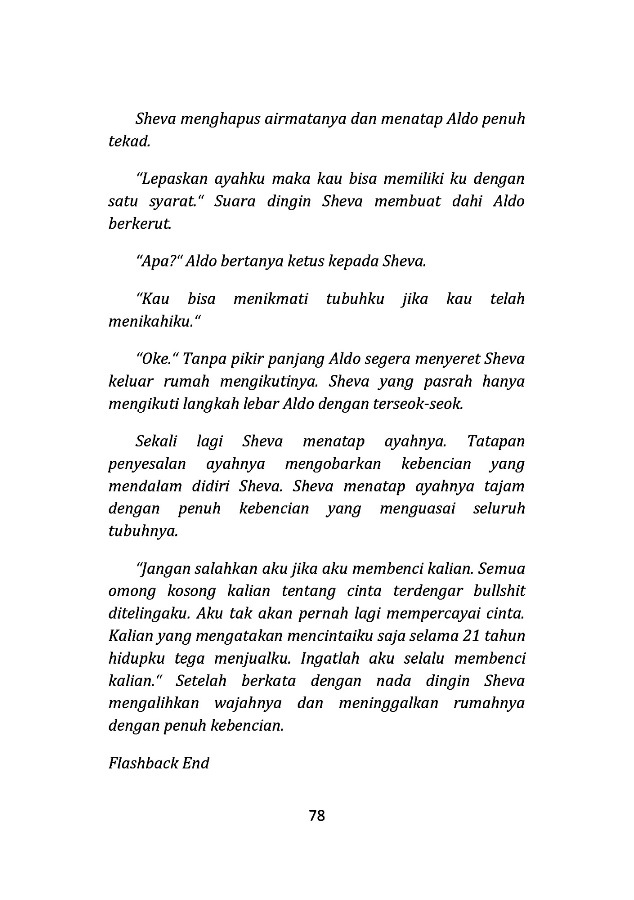 Sheva menghapus airmatanya dan menatap Aldo penuh
tekad.
“Lepaskan ayahku maka kau bisa memiliki ku dengan
satu syarat.“ Suara dingin Sheva membuat dahi Aldo
berkerut.
“Apa?“ Aldo bertanya ketus kepada Sheva.
“Kau bisa menikmati tubuhku jika kau telah
menikahiku.“
“Oke.“ Tanpa pikir panjang Aldo segera menyeret Sheva
keluar rumah mengikutinya. Sheva yang pasrah hanya
mengikuti langkah lebar Aldo dengan terseok-seok.
Sekali lagi Sheva menatap ayahnya. Tatapan
penyesalan ayahnya mengobarkan kebencian yang
mendalam didiri Sheva. Sheva menatap ayahnya tajam
dengan penuh kebencian yang menguasai seluruh
tubuhnya.
“Jangan salahkan aku jika aku membenci kalian. Semua
omong kosong kalian tentang cinta terdengar bullshit
ditelingaku. Aku tak akan pernah lagi mempercayai cinta.
Kalian yang mengatakan mencintaiku saja selama 21 tahun
hidupku tega menjualku. Ingatlah aku selalu membenci
kalian.“ Setelah berkata dengan nada dingin Sheva
mengalihkan wajahnya dan meninggalkan rumahnya
dengan penuh kebencian.
Flashback End
78